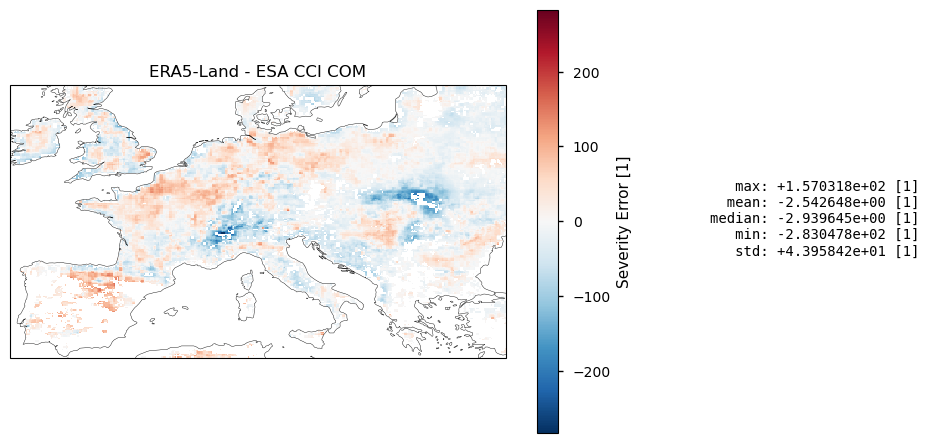 ERA5-Land - ESA CCI COM
200
100
0
−100
−200
Severity Error [1]
max: +1.570318e+02 [1]
mean: -2.542648e+00 [1]
median: -2.939645e+00 [1]
min: -2.830478e+02 [1]
std: +4.395842e+01 [1]